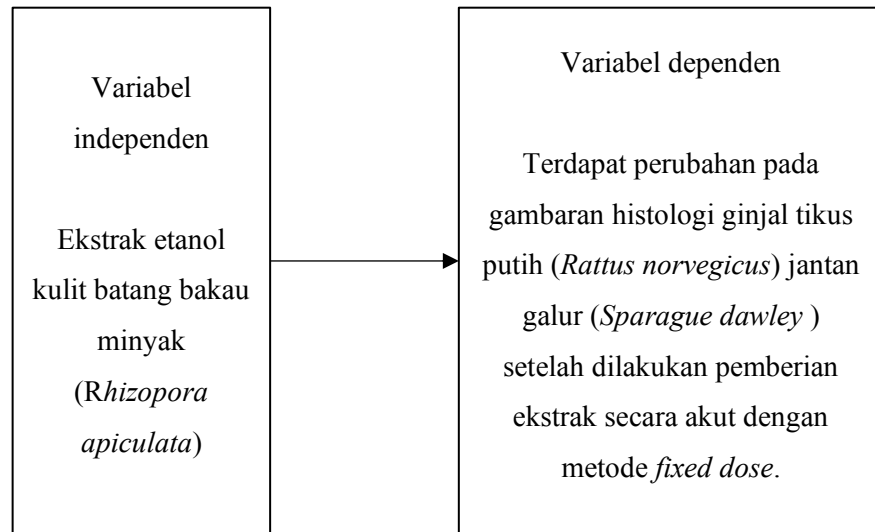 Variabel
independen
Ekstrak etanol
kulit batang bakau
minyak
(Rhizopora
apiculata)
Variabel dependen
Terdapat perubahan pada
gambaran histologi ginjal tikus
putih (Rattus norvegicus) jantan
galur (Sparague dawley )
setelah dilakukan pemberian
ekstrak secara akut dengan
metode fixed dose.